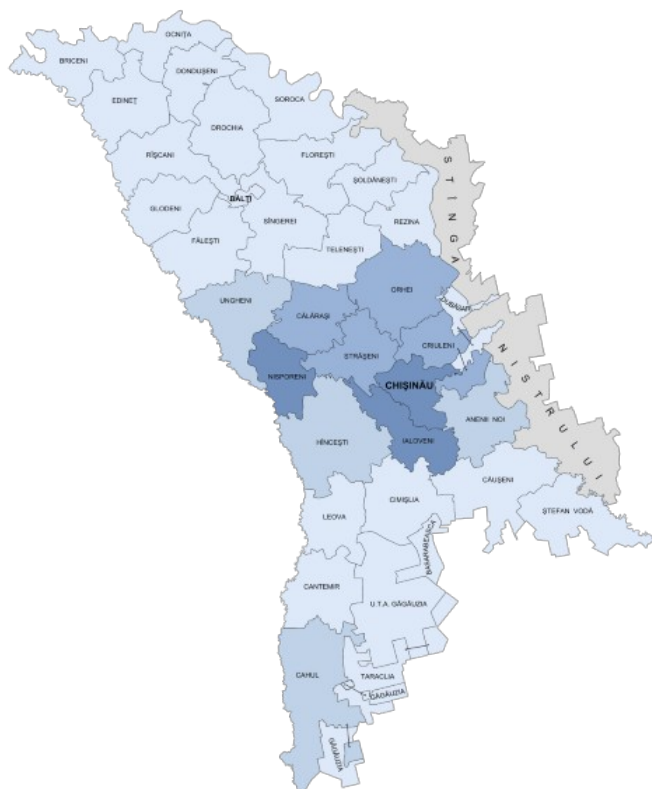 OCNIȚA
BRICENI
DONDUȘENI
EDINEȚ
SOROCA
DROCHIA
RÎȘCANI
FLOREȘTI
ȘOLDĂNEȘTI
BĂLȚI
GLODENI
SÎNGEREI
REZINA
FĂLEȘTI
TELENEȘTI
STÎNGA
UNGHENI
ORHEI
DUBĂSARI
CĂLĂRAȘI
CRIULENI
STRĂȘENI
NISPORENI
CHIȘINĂU
NISTRULUI
ANENII NOI
HÎNCEȘTI
IALOVENI
CĂUȘENI
CIMIȘLIA
ȘTEFAN VODĂ
LEOVA
BASARABEASCA
CANTEMIR
U.T.A. GĂGĂUZIA
CAHUL
TARACLIA
GĂGĂUZIA
GĂGĂUZIA